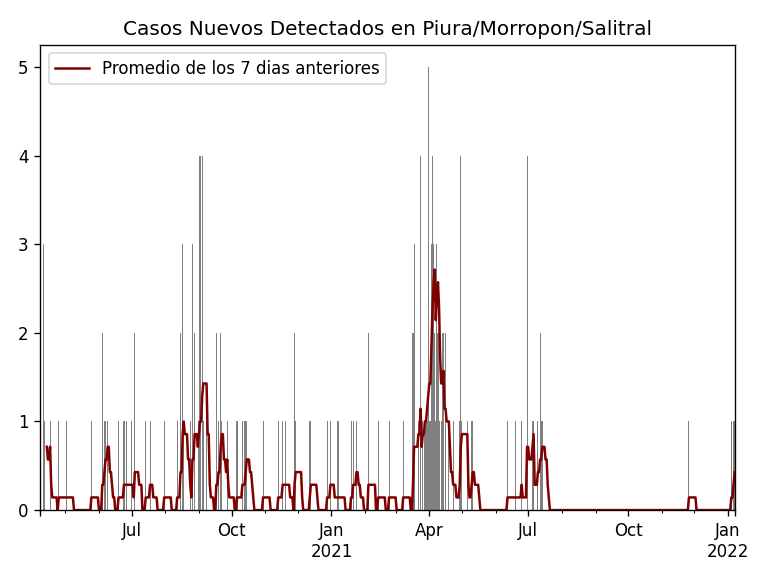 Casos Nuevos Detectados en Piura/Morropon/Salitral
Promedio de los 7 dias anteriores
5
4
3
2
1
0
Jul Oct Jan Apr Jul Oct Jan
2021 2022